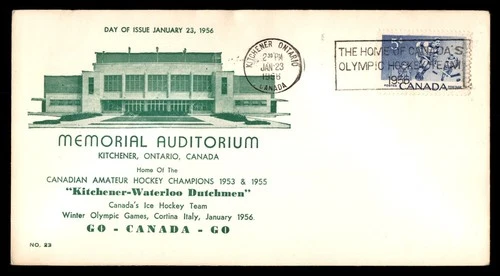 DAY OF ISSUE JANUARY 23, 1956
KITCHENER ONTARIO
PM
JAN 23
1956
CANADA
THE HOME OF CANADA'S
OLYMPIC HOCKEY TEAM
1956
5¢
CANADA
MEMORIAL AUDITORIUM
KITCHENER, ONTARIO, CANADA
Home Of The
CANADIAN AMATEUR HOCKEY CHAMPIONS 1953 & 1955
"Kitchener-Waterloo Dutchmen"
Canada's Ice Hockey Team
Winter Olympic Games, Cortina Italy, January 1956.
GO - CANADA - GO
NO. 23